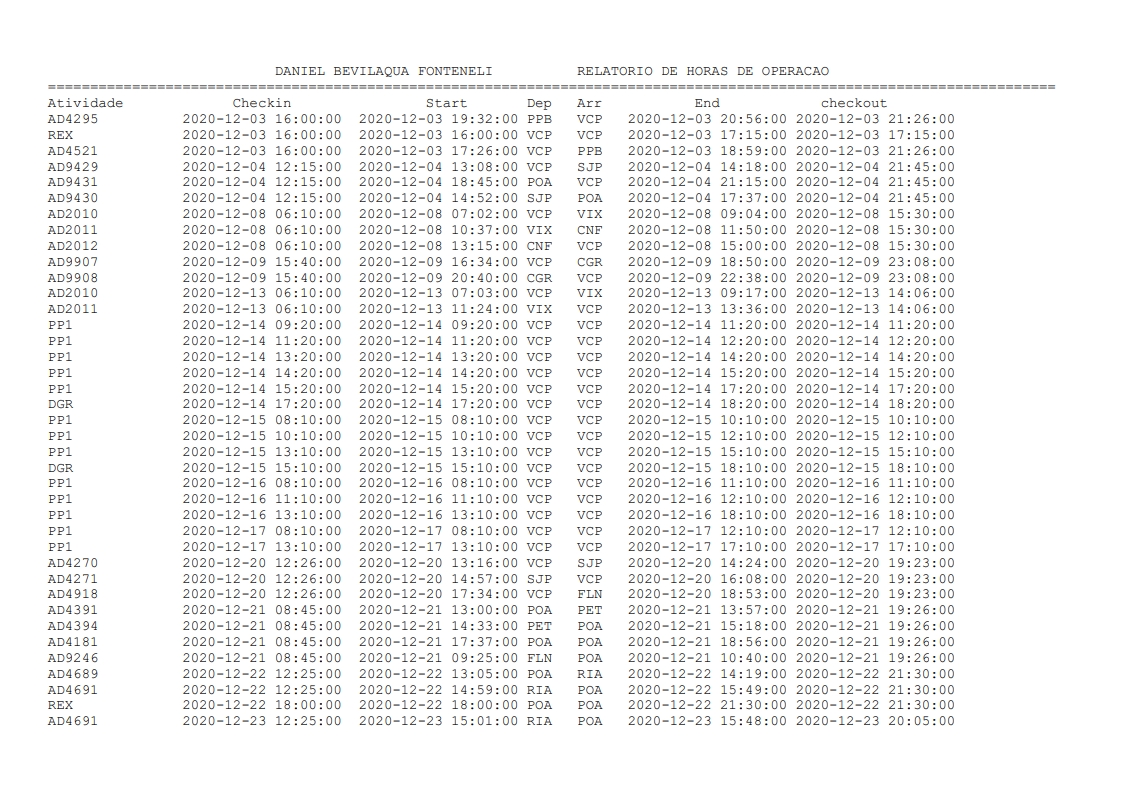 DANIEL BEVILAQUA FONTENELI RELATORIO DE HORAS DE OPERACAO
========================================================================================================================
Atividade Checkin Start Dep Arr End checkout
AD4295 2020-12-03 16:00:00 2020-12-03 19:32:00 PPB VCP 2020-12-03 20:56:00 2020-12-03 21:26:00
REX 2020-12-03 16:00:00 2020-12-03 16:00:00 VCP VCP 2020-12-03 17:15:00 2020-12-03 17:15:00
AD4521 2020-12-03 16:00:00 2020-12-03 17:26:00 VCP PPB 2020-12-03 18:59:00 2020-12-03 21:26:00
AD9429 2020-12-04 12:15:00 2020-12-04 13:08:00 VCP SJP 2020-12-04 14:18:00 2020-12-04 21:45:00
AD9431 2020-12-04 12:15:00 2020-12-04 18:45:00 POA VCP 2020-12-04 21:15:00 2020-12-04 21:45:00
AD9430 2020-12-04 12:15:00 2020-12-04 14:52:00 SJP POA 2020-12-04 17:37:00 2020-12-04 21:45:00
AD2010 2020-12-08 06:10:00 2020-12-08 07:02:00 VCP VIX 2020-12-08 09:04:00 2020-12-08 15:30:00
AD2011 2020-12-08 06:10:00 2020-12-08 10:37:00 VIX CNF 2020-12-08 11:50:00 2020-12-08 15:30:00
AD2012 2020-12-08 06:10:00 2020-12-08 13:15:00 CNF VCP 2020-12-08 15:00:00 2020-12-08 15:30:00
AD9907 2020-12-09 15:40:00 2020-12-09 16:34:00 VCP CGR 2020-12-09 18:50:00 2020-12-09 23:08:00
AD9908 2020-12-09 15:40:00 2020-12-09 20:40:00 CGR VCP 2020-12-09 22:38:00 2020-12-09 23:08:00
AD2010 2020-12-13 06:10:00 2020-12-13 07:03:00 VCP VIX 2020-12-13 09:17:00 2020-12-13 14:06:00
AD2011 2020-12-13 06:10:00 2020-12-13 11:24:00 VIX VCP 2020-12-13 13:36:00 2020-12-13 14:06:00
PP1 2020-12-14 09:20:00 2020-12-14 09:20:00 VCP VCP 2020-12-14 11:20:00 2020-12-14 11:20:00
PP1 2020-12-14 11:20:00 2020-12-14 11:20:00 VCP VCP 2020-12-14 12:20:00 2020-12-14 12:20:00
PP1 2020-12-14 13:20:00 2020-12-14 13:20:00 VCP VCP 2020-12-14 14:20:00 2020-12-14 14:20:00
PP1 2020-12-14 14:20:00 2020-12-14 14:20:00 VCP VCP 2020-12-14 15:20:00 2020-12-14 15:20:00
PP1 2020-12-14 15:20:00 2020-12-14 15:20:00 VCP VCP 2020-12-14 17:20:00 2020-12-14 17:20:00
DGR 2020-12-14 17:20:00 2020-12-14 17:20:00 VCP VCP 2020-12-14 18:20:00 2020-12-14 18:20:00
PP1 2020-12-15 08:10:00 2020-12-15 08:10:00 VCP VCP 2020-12-15 10:10:00 2020-12-15 10:10:00
PP1 2020-12-15 10:10:00 2020-12-15 10:10:00 VCP VCP 2020-12-15 12:10:00 2020-12-15 12:10:00
PP1 2020-12-15 13:10:00 2020-12-15 13:10:00 VCP VCP 2020-12-15 15:10:00 2020-12-15 15:10:00
DGR 2020-12-15 15:10:00 2020-12-15 15:10:00 VCP VCP 2020-12-15 18:10:00 2020-12-15 18:10:00
PP1 2020-12-16 08:10:00 2020-12-16 08:10:00 VCP VCP 2020-12-16 11:10:00 2020-12-16 11:10:00
PP1 2020-12-16 11:10:00 2020-12-16 11:10:00 VCP VCP 2020-12-16 12:10:00 2020-12-16 12:10:00
PP1 2020-12-16 13:10:00 2020-12-16 13:10:00 VCP VCP 2020-12-16 18:10:00 2020-12-16 18:10:00
PP1 2020-12-17 08:10:00 2020-12-17 08:10:00 VCP VCP 2020-12-17 12:10:00 2020-12-17 12:10:00
PP1 2020-12-17 13:10:00 2020-12-17 13:10:00 VCP VCP 2020-12-17 17:10:00 2020-12-17 17:10:00
AD4270 2020-12-20 12:26:00 2020-12-20 13:16:00 VCP SJP 2020-12-20 14:24:00 2020-12-20 19:23:00
AD4271 2020-12-20 12:26:00 2020-12-20 14:57:00 SJP VCP 2020-12-20 16:08:00 2020-12-20 19:23:00
AD4918 2020-12-20 12:26:00 2020-12-20 17:34:00 VCP FLN 2020-12-20 18:53:00 2020-12-20 19:23:00
AD4391 2020-12-21 08:45:00 2020-12-21 13:00:00 POA PET 2020-12-21 13:57:00 2020-12-21 19:26:00
AD4394 2020-12-21 08:45:00 2020-12-21 14:33:00 PET POA 2020-12-21 15:18:00 2020-12-21 19:26:00
AD4181 2020-12-21 08:45:00 2020-12-21 17:37:00 POA POA 2020-12-21 18:56:00 2020-12-21 19:26:00
AD9246 2020-12-21 08:45:00 2020-12-21 09:25:00 FLN POA 2020-12-21 10:40:00 2020-12-21 19:26:00
AD4689 2020-12-22 12:25:00 2020-12-22 13:05:00 POA RIA 2020-12-22 14:19:00 2020-12-22 21:30:00
AD4691 2020-12-22 12:25:00 2020-12-22 14:59:00 RIA POA 2020-12-22 15:49:00 2020-12-22 21:30:00
REX 2020-12-22 18:00:00 2020-12-22 18:00:00 POA POA 2020-12-22 21:30:00 2020-12-22 21:30:00
AD4691 2020-12-23 12:25:00 2020-12-23 15:01:00 RIA POA 2020-12-23 15:48:00 2020-12-23 20:05:00